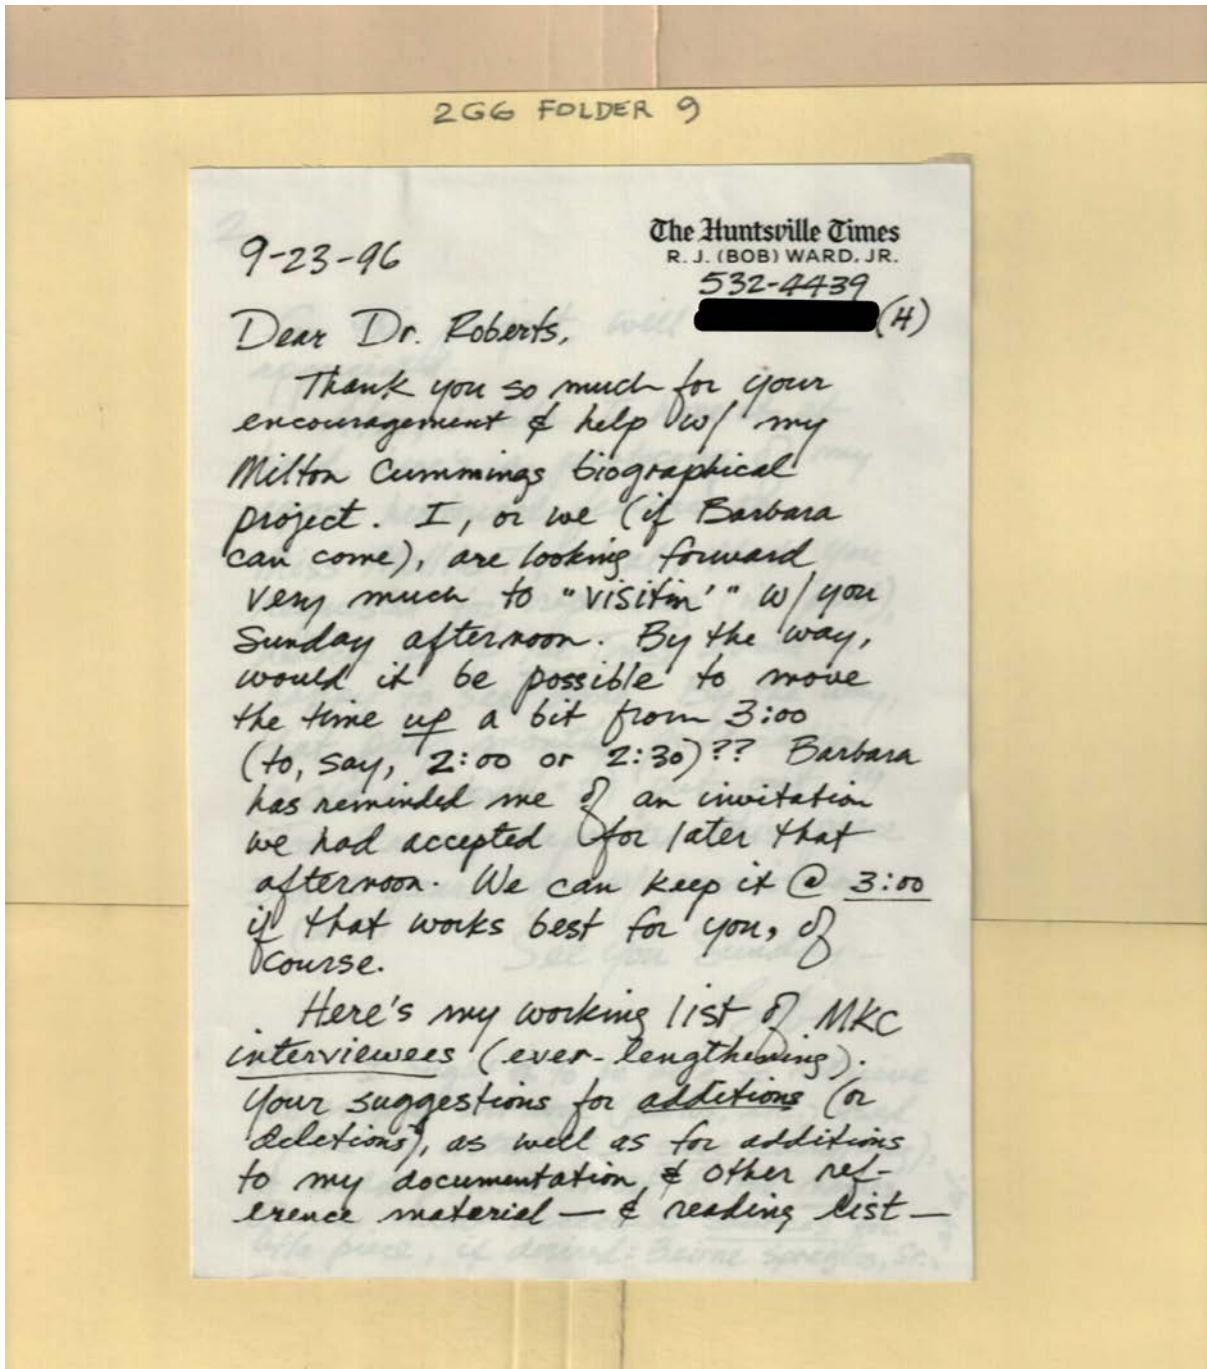 2GG FOLDER 9
The Huntsville Times
R. J. (BOB) WARD, JR.
532-4439
(H)
9-23-96
Dear Dr. Roberts,
Thank you so much for your
encouragement & help w/ my
Milton Cummings biographical
project. I, or we (if Barbara
can come), are looking forward
very much to "visitin'" w/ you
Sunday afternoon. By the way,
would it be possible to move
the time up a bit from 3:00
(to, say, 2:00 or 2:30)?? Barbara
has reminded me of an invitation
we had accepted for later that
afternoon. We can keep it @ 3:00
if that works best for you, of
course.
Here's my working list of MKC
interviewees (ever-lengthening).
Your suggestions for additions (or
deletions), as well as for additions
to my documentation & other ref-
erence material — & reading list —